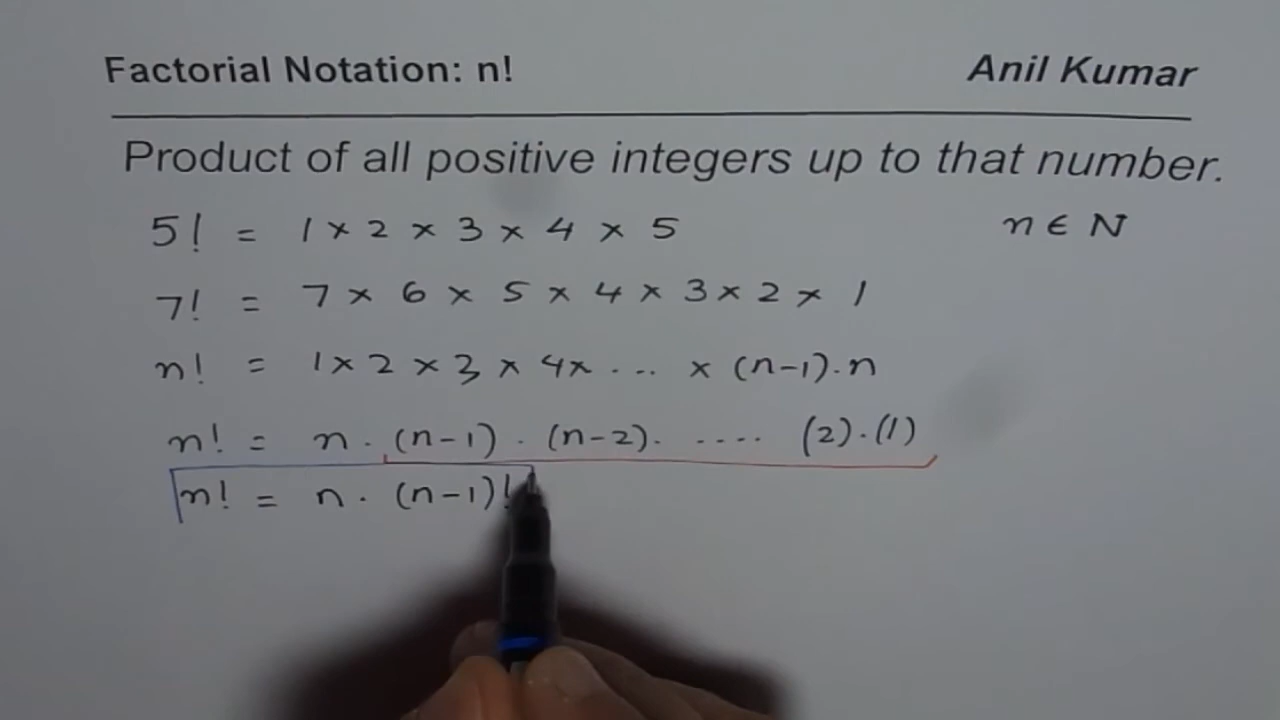 Factorial Notation: n! Anil Kumar
Product of all positive integers up to that number.
5! = 1 × 2 × 3 × 4 × 5 n ∈ N
7! = 7 × 6 × 5 × 4 × 3 × 2 × 1
n! = 1 × 2 × 3 × 4 × ... × (n-1).n
n! = n . (n-1) . (n-2). .... (2).(1)
n! = n . (n-1)!